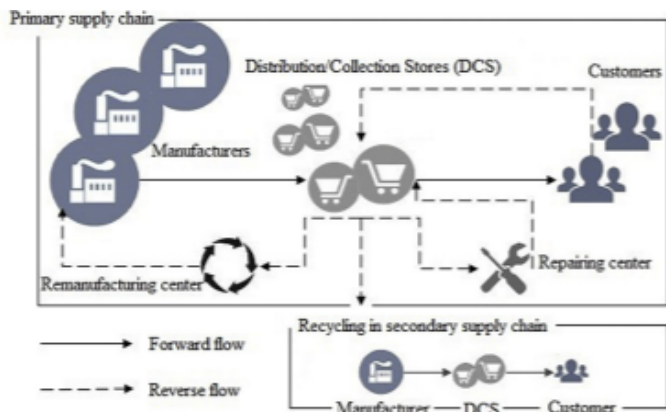 Primary supply chain
Distribution/Collection Stores (DCS)
Customers
Manufacturers
Remanufacturing center
Repairing center
Recycling in secondary supply chain
Forward flow
Reverse flow
Manufacturer
DCS
Customer